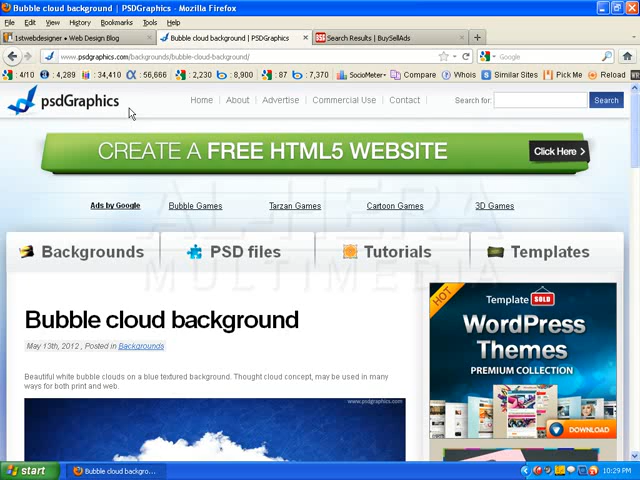 Bubble cloud background | PSDGraphics - Mozilla Firefox
File Edit View History Bookmarks Tools Help
1stwebdesigner • Web Design Blog
Bubble cloud background | PSDGraphics
Search Results | BuySellAds
www.psdgraphics.com/backgrounds/bubble-cloud-background/
Google
: 4/10 : 4,289 : 34,410 : 56,666 : 2,230 : 8,900 : 87 : 7,370 SocioMeter Compare Whois Similar Sites Pick Me Reload
psdGraphics
Home About Advertise Commercial Use Contact
Search for: Search
CREATE A FREE HTML5 WEBSITE
Click Here >
Ads by Google Bubble Games Tarzan Games Cartoon Games 3D Games
AL-HERA
MULTIMEDIA
Backgrounds PSD files Tutorials Templates
Bubble cloud background
May 13th, 2012 , Posted in Backgrounds
Beautiful white bubble clouds on a blue textured background. Thought cloud concept, may be used in many
ways for both print and web.
www.psdgraphics.com
HOT
Template SOLD
WordPress
Themes
PREMIUM COLLECTION
DOWNLOAD
start
Bubble cloud backgro...
10:29 PM